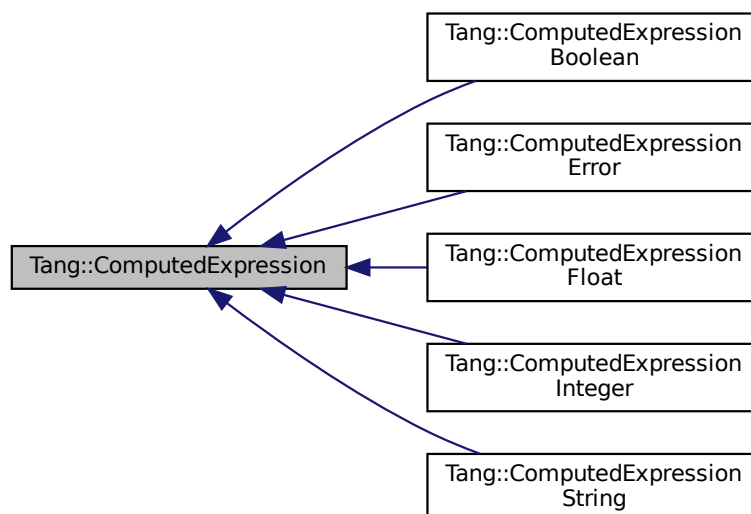 Tang::ComputedExpression
Boolean
Tang::ComputedExpression
Error
Tang::ComputedExpression
Tang::ComputedExpression
Float
Tang::ComputedExpression
Integer
Tang::ComputedExpression
String